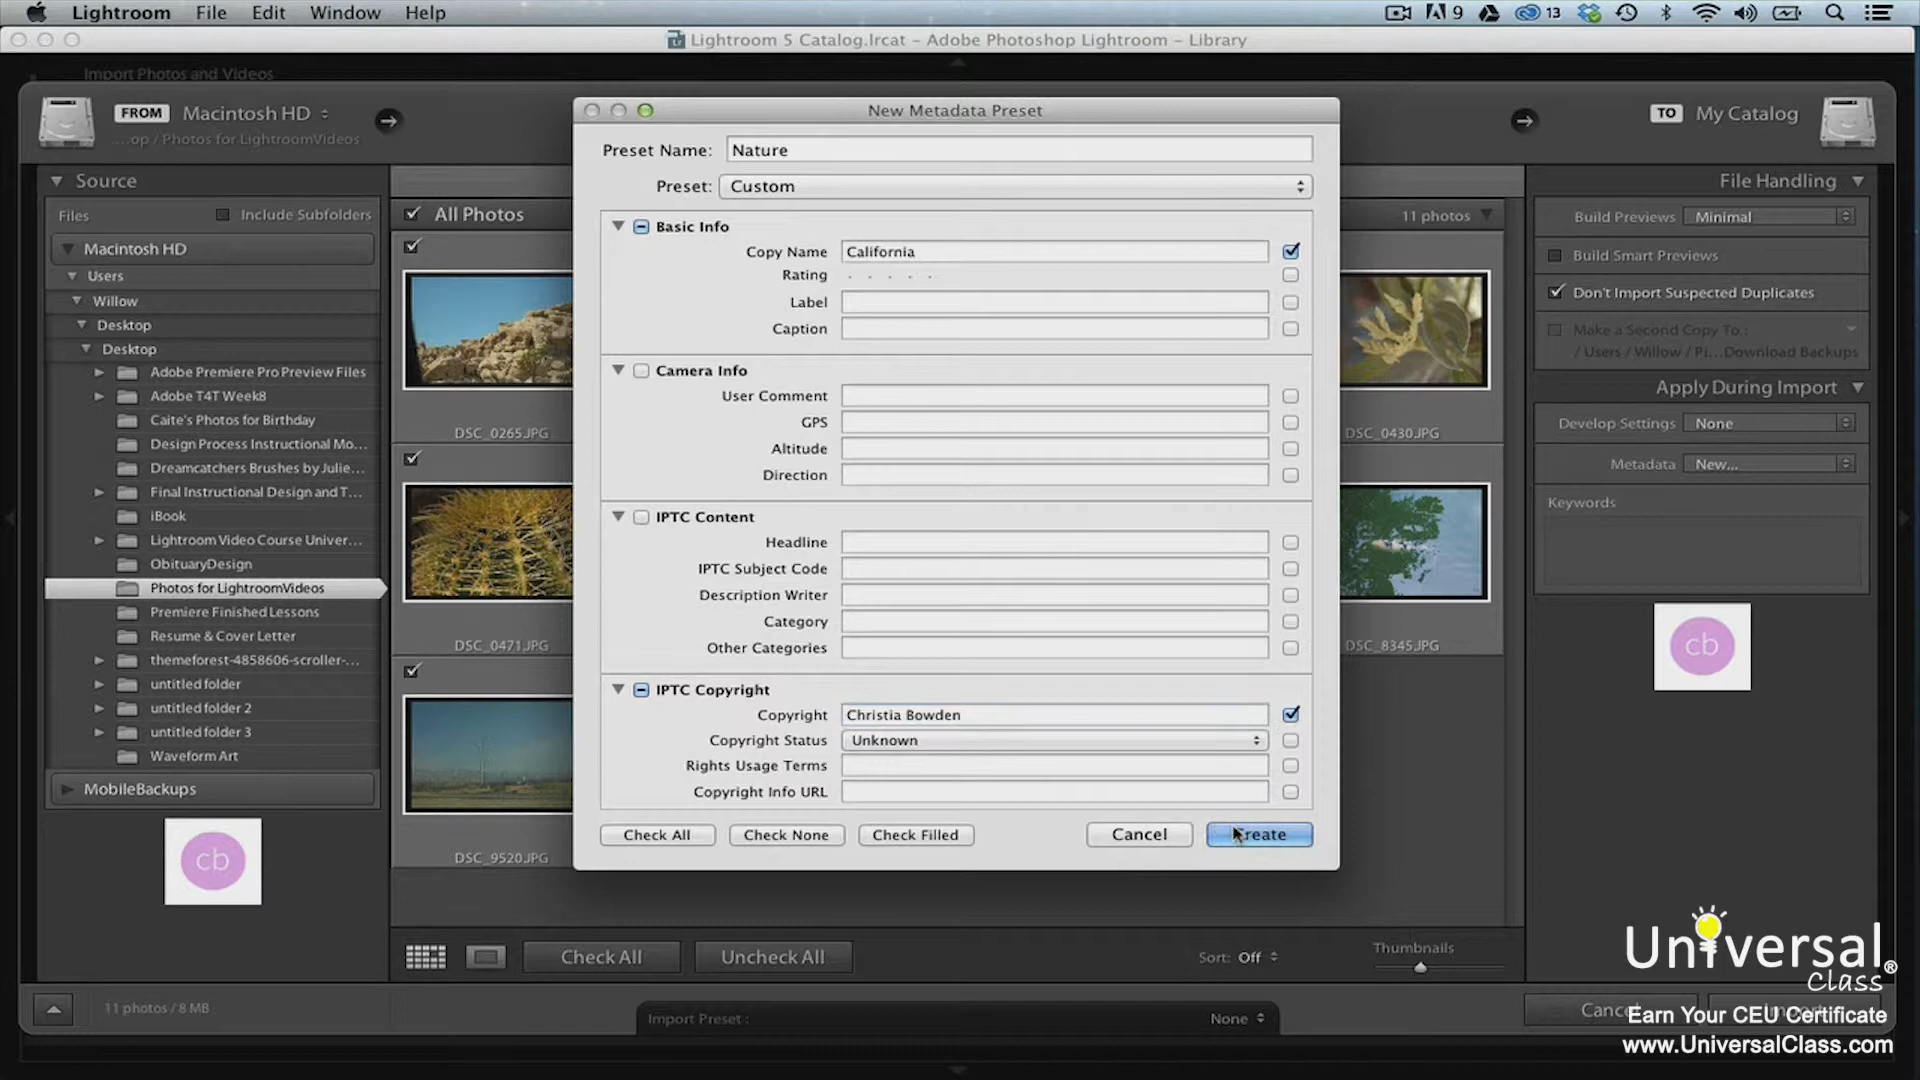 Lightroom File Edit Window Help 9 13
Lightroom 5 Catalog.lrcat – Adobe Photoshop Lightroom – Library
Import Photos and Videos
FROM Macintosh HD
....op / Photos for LightroomVideos
TO My Catalog
Source
Files Include Subfolders
Macintosh HD
Users
Willow
Desktop
Desktop
Adobe Premiere Pro Preview Files
Adobe T4T Week8
Caite's Photos for Birthday
Design Process Instructional Mo...
Dreamcatchers Brushes by Julie...
Final Instructional Design and T...
iBook
Lightroom Video Course Univer...
ObituaryDesign
Photos for LightroomVideos
Premiere Finished Lessons
Resume & Cover Letter
themeforest-4858606-scroller-...
untitled folder
untitled folder 2
untitled folder 3
Waveform Art
MobileBackups
cb
All Photos
11 photos
DSC_0265.JPG
DSC_0430.JPG
DSC_0471.JPG
DSC_8345.JPG
DSC_9520.JPG
New Metadata Preset
Preset Name: Nature
Preset: Custom
Basic Info
Copy Name California
Rating
Label
Caption
Camera Info
User Comment
GPS
Altitude
Direction
IPTC Content
Headline
IPTC Subject Code
Description Writer
Category
Other Categories
IPTC Copyright
Copyright Christia Bowden
Copyright Status Unknown
Rights Usage Terms
Copyright Info URL
Check All Check None Check Filled Cancel Create
File Handling
Build Previews Minimal
Build Smart Previews
Don't Import Suspected Duplicates
Make a Second Copy To :
/ Users / Willow / Pi...Download Backups
Apply During Import
Develop Settings None
Metadata New...
Keywords
cb
Check All Uncheck All Sort: Off Thumbnails
11 photos / 8 MB
Import Preset : None
Cancel
Universal
Class ®
Earn Your CEU Certificate
www.UniversalClass.com